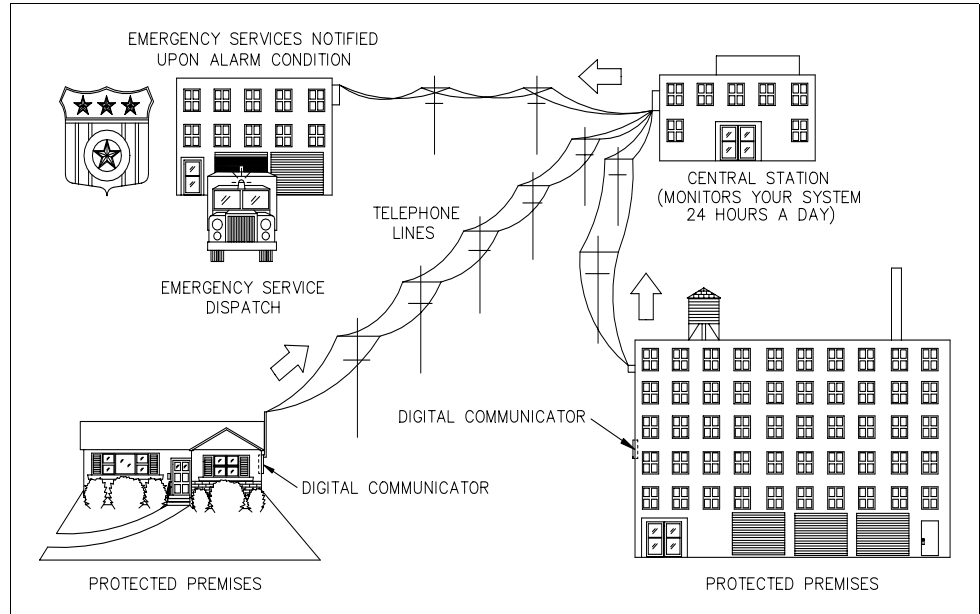 EMERGENCY SERVICES NOTIFIED
UPON ALARM CONDITION
CENTRAL STATION
(MONITORS YOUR SYSTEM
24 HOURS A DAY)
TELEPHONE
LINES
EMERGENCY SERVICE
DISPATCH
DIGITAL COMMUNICATOR
DIGITAL COMMUNICATOR
PROTECTED PREMISES
PROTECTED PREMISES